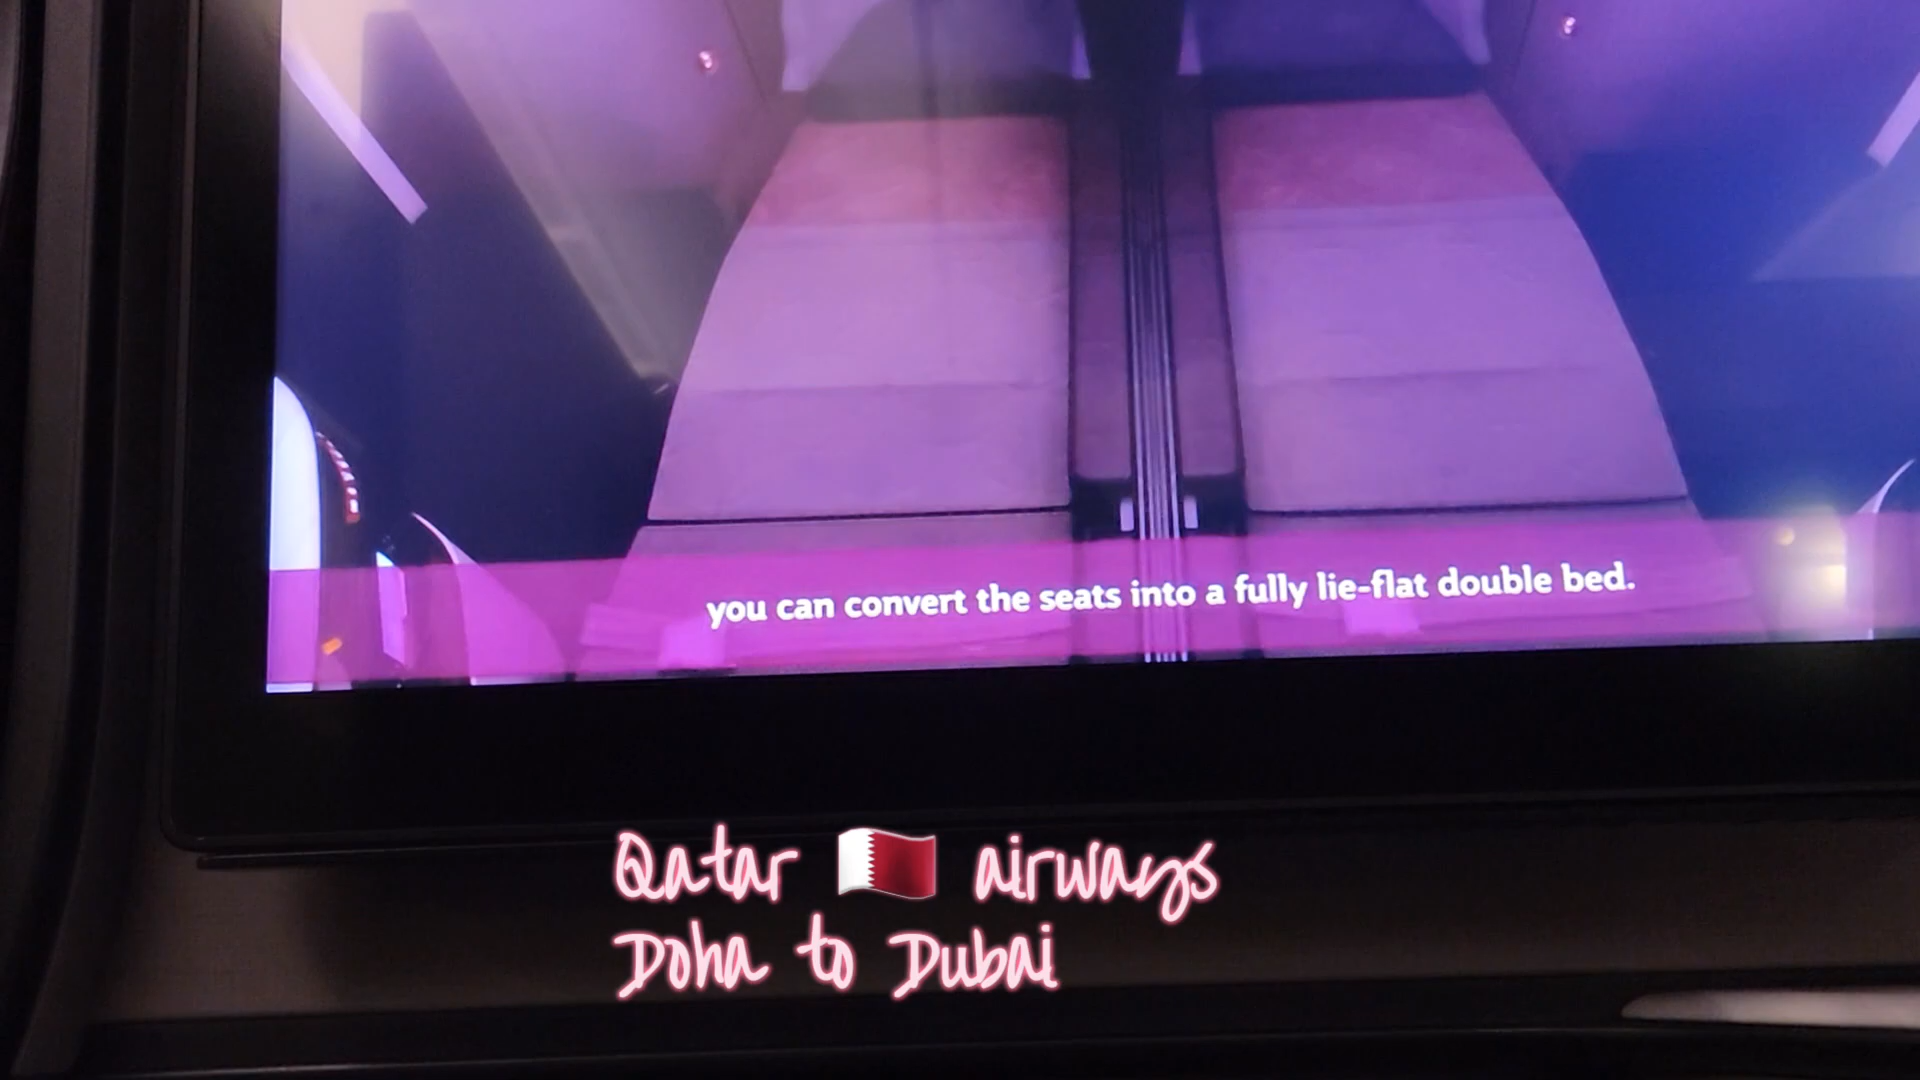 you can convert the seats into a fully lie-flat double bed.
Qatar 🇶🇦 airways
Doha to Dubai